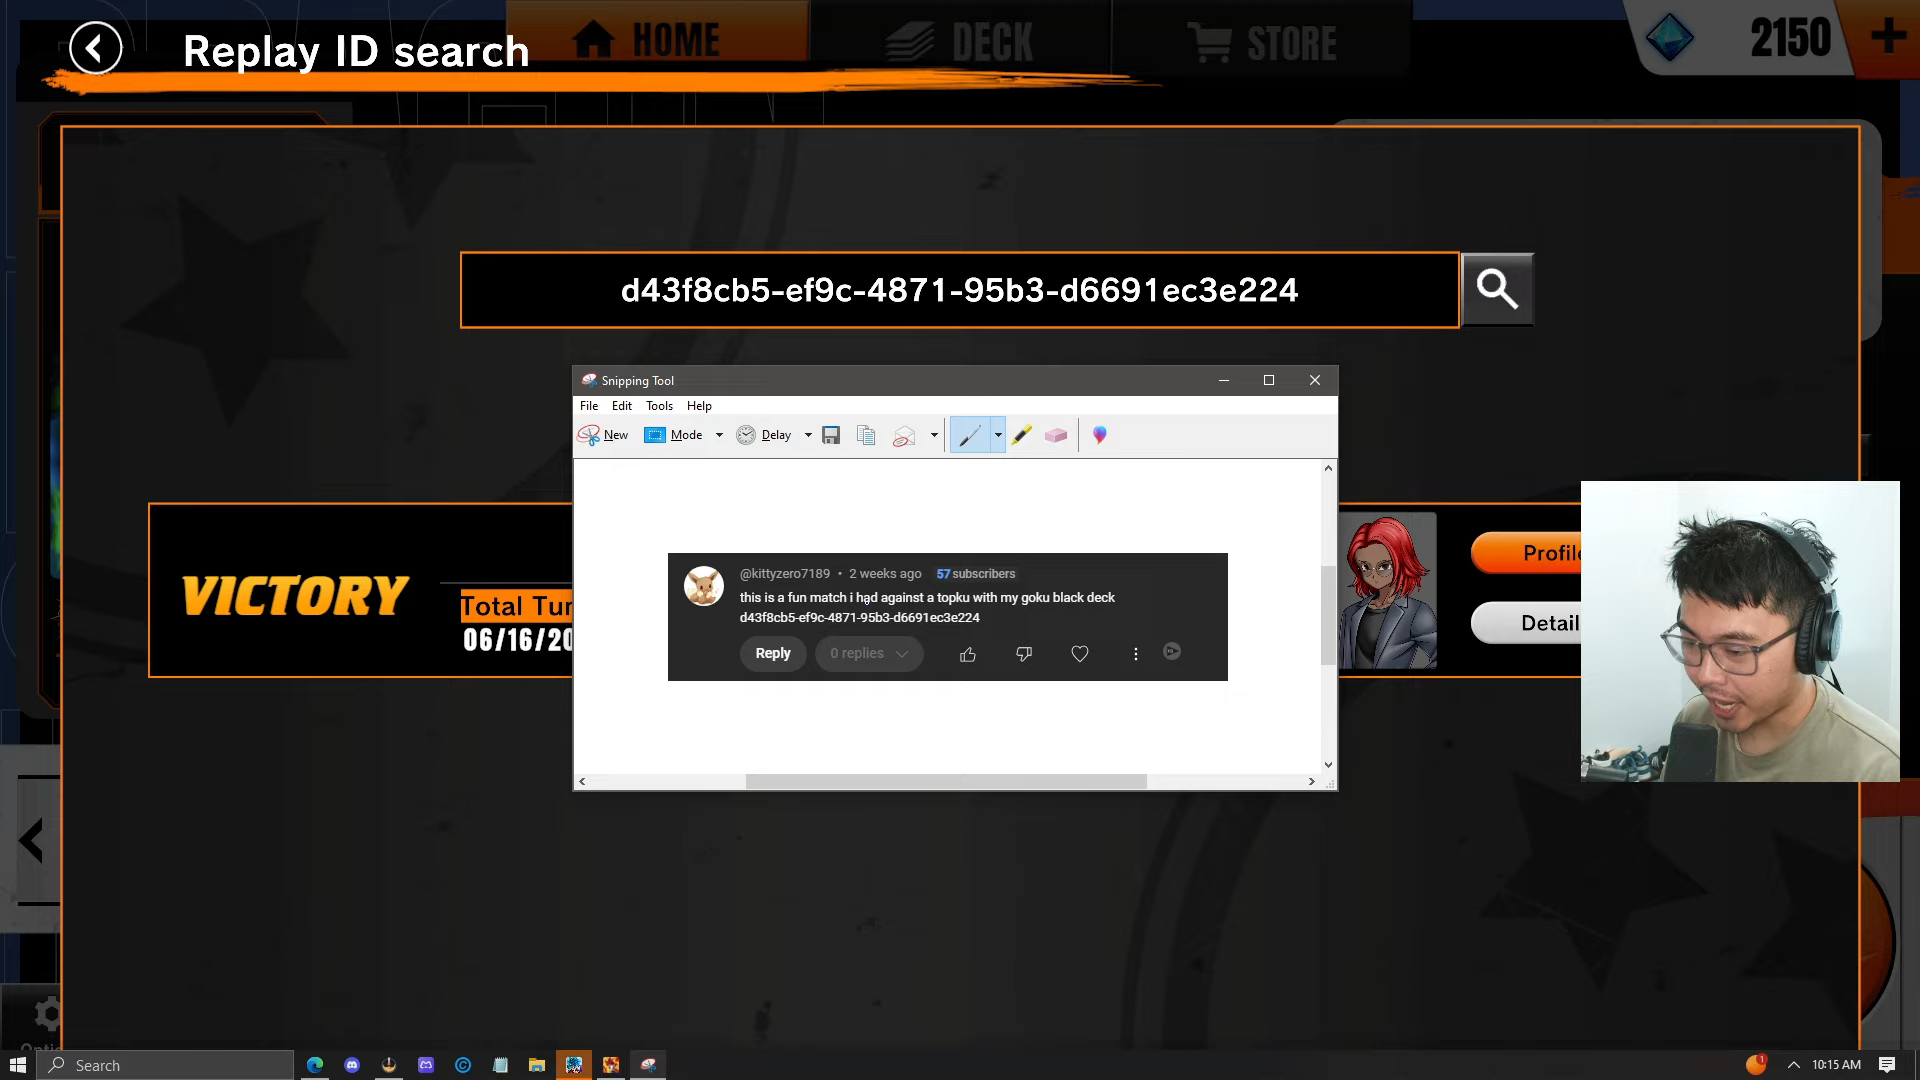 Replay ID search
HOME
DECK
STORE
2150
d43f8cb5-ef9c-4871-95b3-d6691ec3e224
Snipping Tool
File Edit Tools Help
New Mode Delay
@kittyzero7189 • 2 weeks ago 57 subscribers
this is a fun match i had against a topku with my goku black deck
d43f8cb5-ef9c-4871-95b3-d6691ec3e224
Reply 0 replies
VICTORY
Total Tur
06/16/20
Profile
Detail
Search
10:15 AM